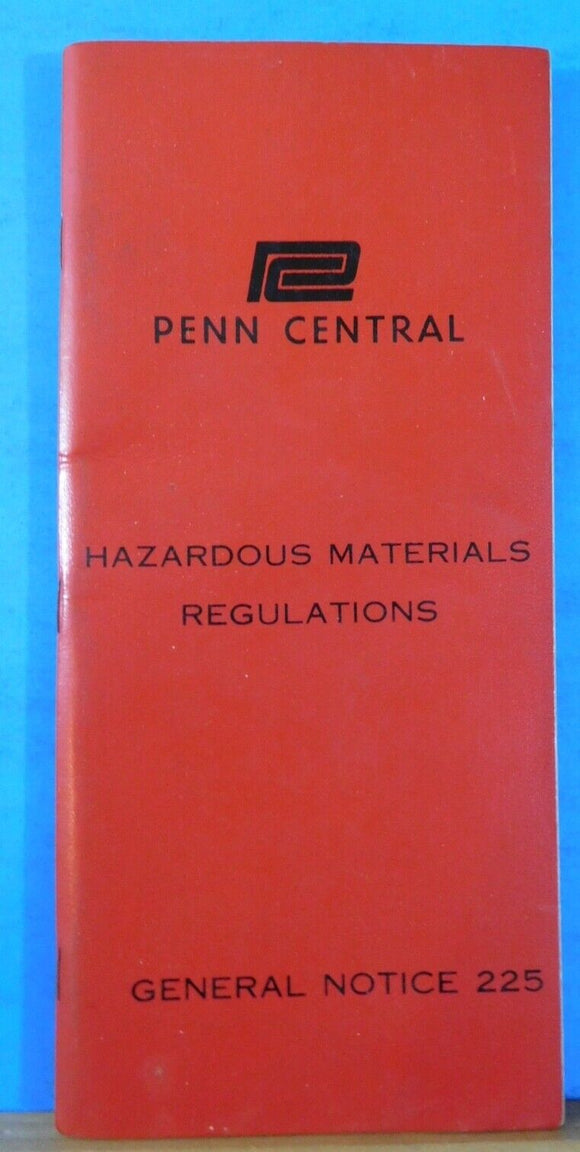 PENN CENTRAL
HAZARDOUS MATERIALS
REGULATIONS
GENERAL NOTICE 225